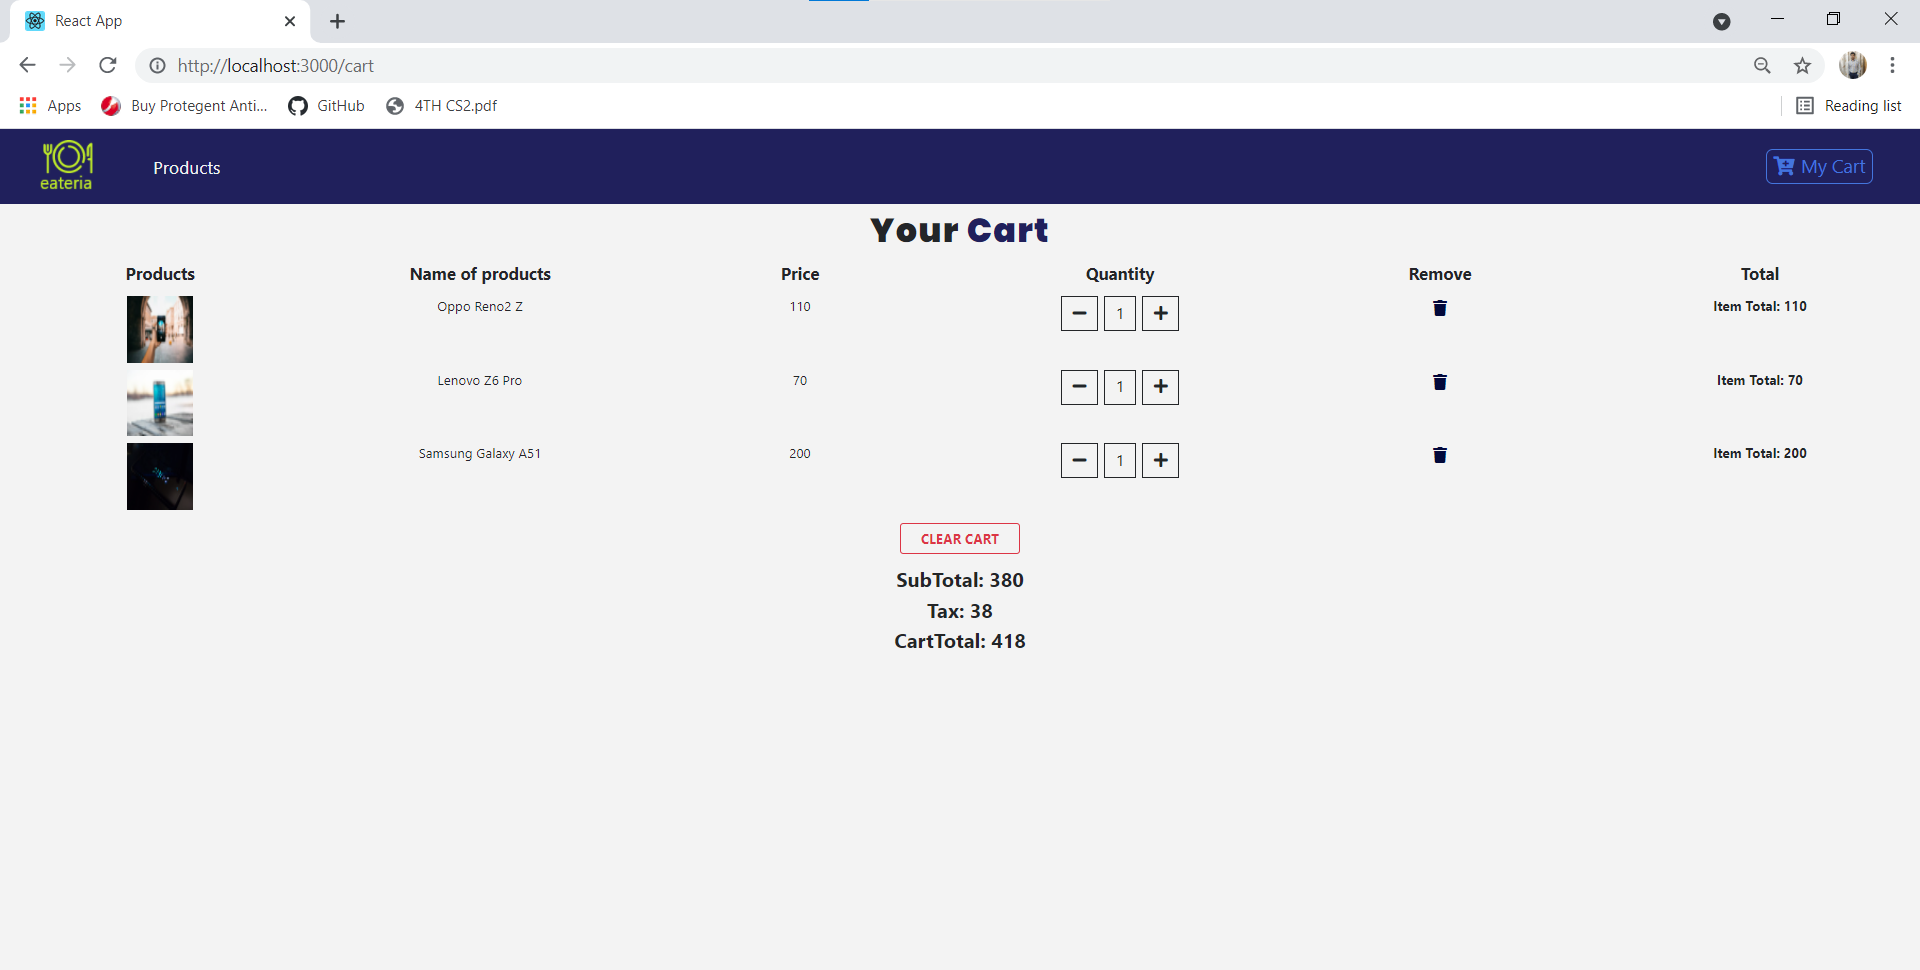 React App
http://localhost:3000/cart
Apps Buy Protegent Anti... GitHub 4TH CS2.pdf Reading list
eateria Products My Cart
Your Cart
Products Name of products Price Quantity Remove Total
Oppo Reno2 Z 110 1 Item Total: 110
Lenovo Z6 Pro 70 1 Item Total: 70
Samsung Galaxy A51 200 1 Item Total: 200
CLEAR CART
SubTotal: 380
Tax: 38
CartTotal: 418